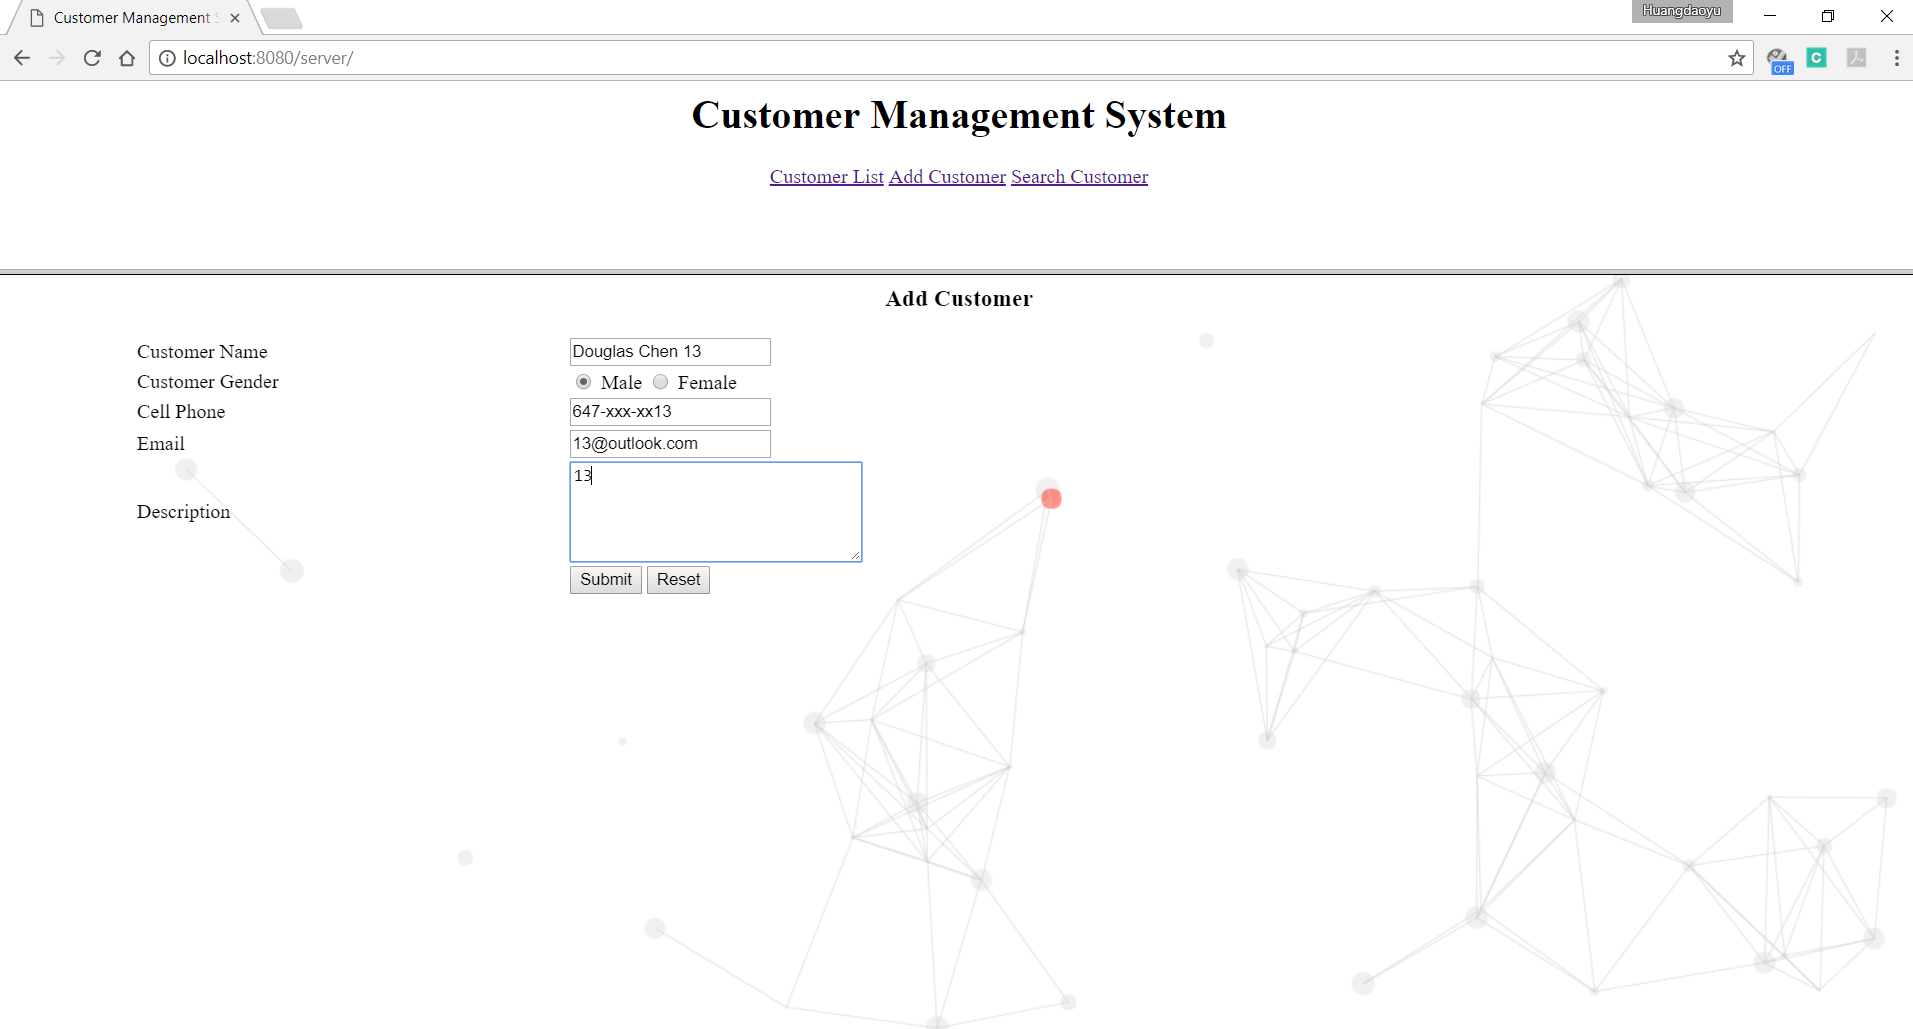 Customer Management S
Huangdaoyu
localhost:8080/server/
OFF
C
Customer Management System
Customer List Add Customer Search Customer
Add Customer
Customer Name Douglas Chen 13
Customer Gender Male Female
Cell Phone 647-xxx-xx13
Email 13@outlook.com
Description 13
Submit Reset